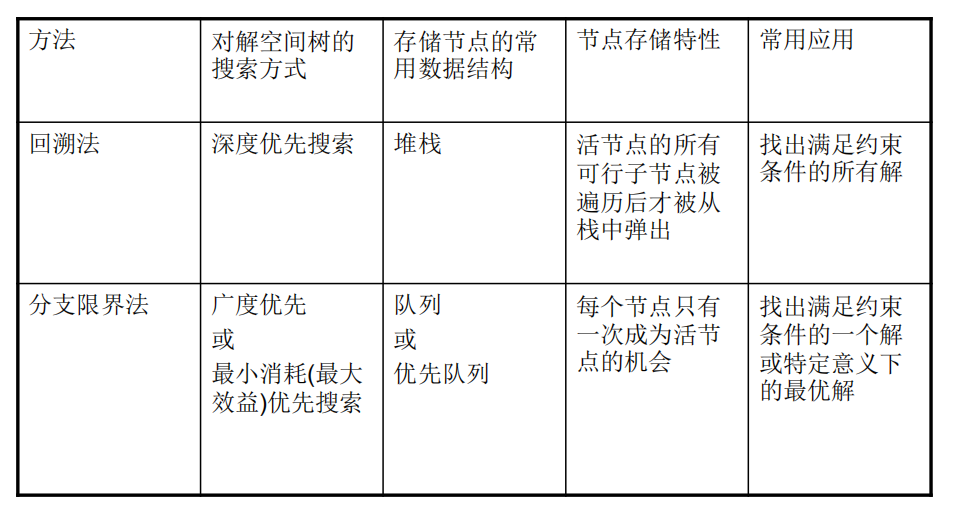 方法
对解空间树的
搜索方式
存储节点的常
用数据结构
节点存储特性
常用应用
回溯法
深度优先搜索
堆栈
活节点的所有
可行子节点被
遍历后才被从
栈中弹出
找出满足约束
条件的所有解
分支限界法
广度优先
或
最小消耗(最大
效益)优先搜索
队列
或
优先队列
每个节点只有
一次成为活节
点的机会
找出满足约束
条件的一个解
或特定意义下
的最优解